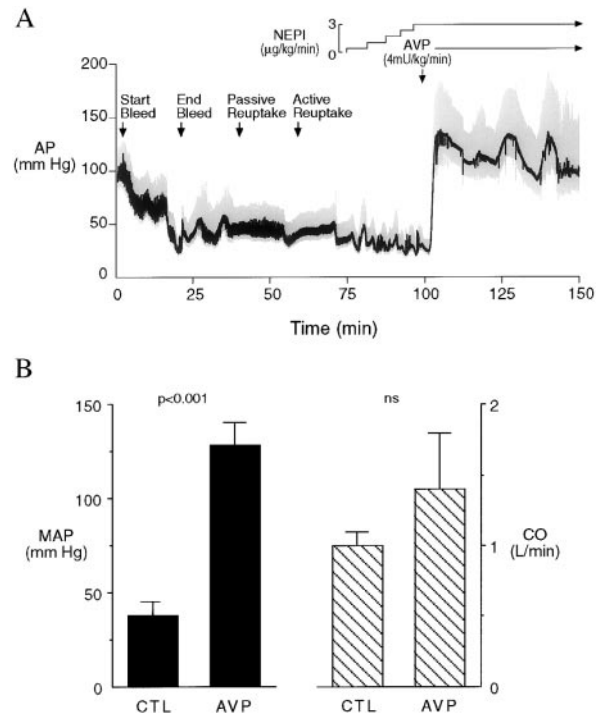 A
NEPI
(µg/kg/min)
3
0
AVP
(4mU/kg/min)
200
150
100
50
0
AP
(mm Hg)
Start
Bleed
End
Bleed
Passive
Reuptake
Active
Reuptake
0
25
50
75
100
125
150
Time (min)
B
p<0.001
ns
150
100
50
0
MAP
(mm Hg)
2
1
0
CO
(L/min)
CTL
AVP
CTL
AVP